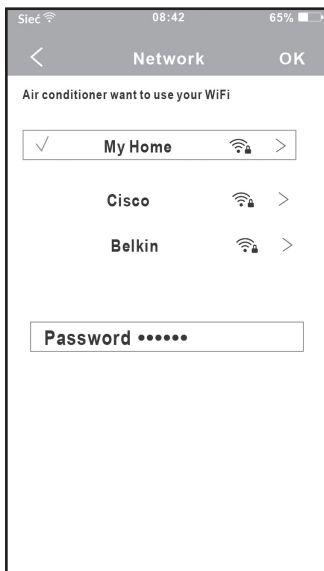 Sieć 08:42 65%
< Network OK
Air conditioner want to use your WiFi
√ My Home >
Cisco >
Belkin >
Password ••••••